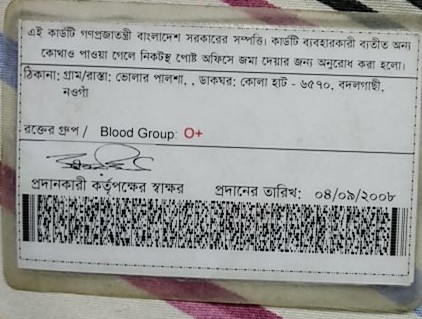 এই কার্ডটি গণপ্রজাতন্ত্রী বাংলাদেশ সরকারের সম্পত্তি। কার্ডটি ব্যবহারকারী ব্যতীত অন্য
কোথাও পাওয়া গেলে নিকটস্থ পোষ্ট অফিসে জমা দেয়ার জন্য অনুরোধ করা হলো।
ঠিকানা: গ্রাম/রাস্তা: ভোলার পালশা, , ডাকঘর: কোলা হাট - ৬৫৭০, বদলগাছী,
নওগাঁ
রক্তের গ্রুপ / Blood Group: O+
প্রদানকারী কর্তৃপক্ষের স্বাক্ষর প্রদানের তারিখ: ০৪/০৯/২০০৮